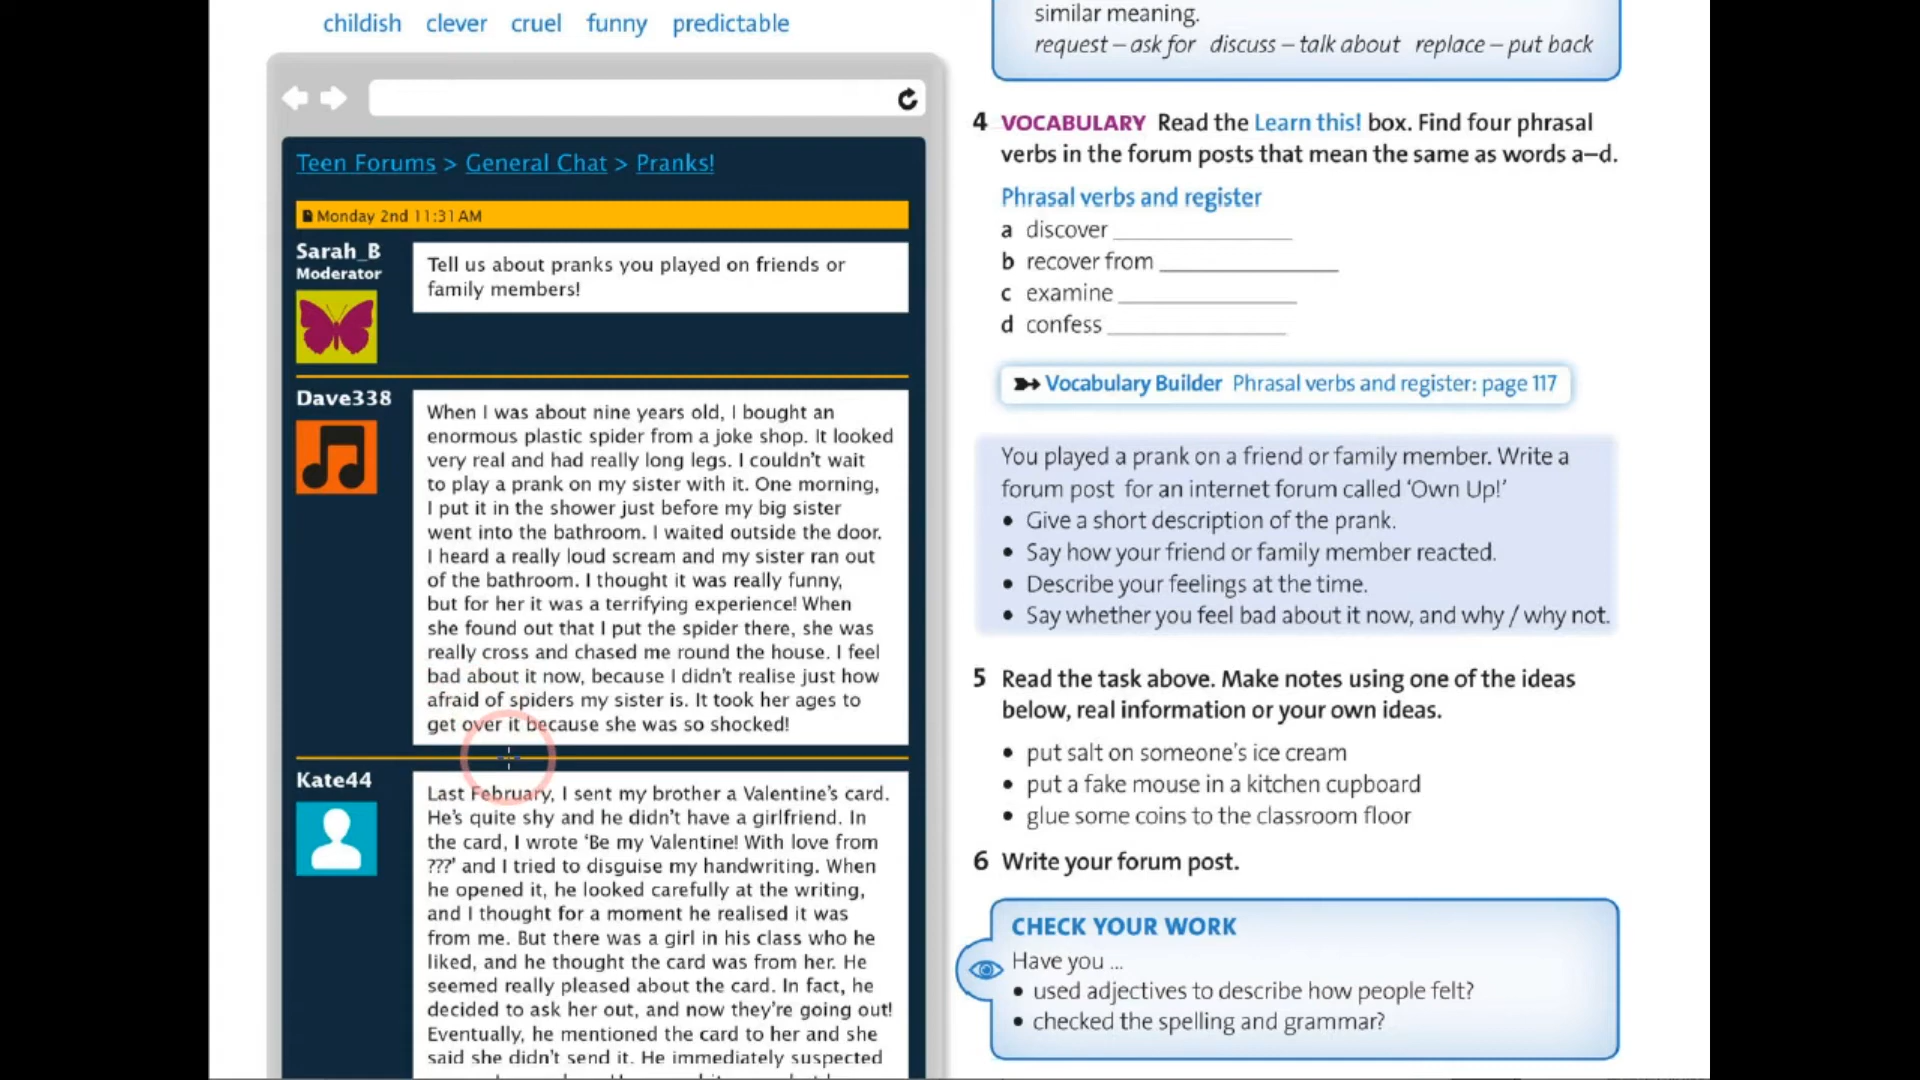 childish clever cruel funny predictable
Teen Forums > General Chat > Pranks!
Monday 2nd 11:31 AM
Sarah_B
Moderator
Tell us about pranks you played on friends or
family members!
Dave338
When I was about nine years old, I bought an
enormous plastic spider from a joke shop. It looked
very real and had really long legs. I couldn't wait
to play a prank on my sister with it. One morning,
I put it in the shower just before my big sister
went into the bathroom. I waited outside the door.
I heard a really loud scream and my sister ran out
of the bathroom. I thought it was really funny,
but for her it was a terrifying experience! When
she found out that I put the spider there, she was
really cross and chased me round the house. I feel
bad about it now, because I didn't realise just how
afraid of spiders my sister is. It took her ages to
get over it because she was so shocked!
Kate44
Last February, I sent my brother a Valentine's card.
He's quite shy and he didn't have a girlfriend. In
the card, I wrote 'Be my Valentine! With love from
???' and I tried to disguise my handwriting. When
he opened it, he looked carefully at the writing,
and I thought for a moment he realised it was
from me. But there was a girl in his class who he
liked, and he thought the card was from her. He
seemed really pleased about the card. In fact, he
decided to ask her out, and now they're going out!
Eventually, he mentioned the card to her and she
said she didn't send it. He immediately suspected
similar meaning.
request – ask for discuss – talk about replace – put back
4 VOCABULARY Read the Learn this! box. Find four phrasal
verbs in the forum posts that mean the same as words a–d.
Phrasal verbs and register
a discover
b recover from
c examine
d confess
Vocabulary Builder Phrasal verbs and register: page 117
You played a prank on a friend or family member. Write a
forum post for an internet forum called 'Own Up!'
• Give a short description of the prank.
• Say how your friend or family member reacted.
• Describe your feelings at the time.
• Say whether you feel bad about it now, and why / why not.
5 Read the task above. Make notes using one of the ideas
below, real information or your own ideas.
• put salt on someone's ice cream
• put a fake mouse in a kitchen cupboard
• glue some coins to the classroom floor
6 Write your forum post.
CHECK YOUR WORK
Have you ...
• used adjectives to describe how people felt?
• checked the spelling and grammar?